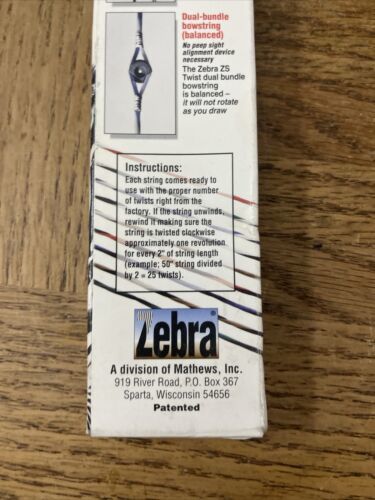 Dual-bundle
bowstring
(balanced)
No peep sight
alignment device
necessary
The Zebra ZS
Twist dual bundle
bowstring
is balanced –
it will not rotate
as you draw
Instructions:
Each string comes ready to
use with the proper number
of twists right from the
factory. If the string unwinds,
rewind it making sure the
string is twisted clockwise
approximately one revolution
for every 2" of string length
(example; 50" string divided
by 2 = 25 twists).
Zebra®
A division of Mathews, Inc.
919 River Road, P.O. Box 367
Sparta, Wisconsin 54656
Patented